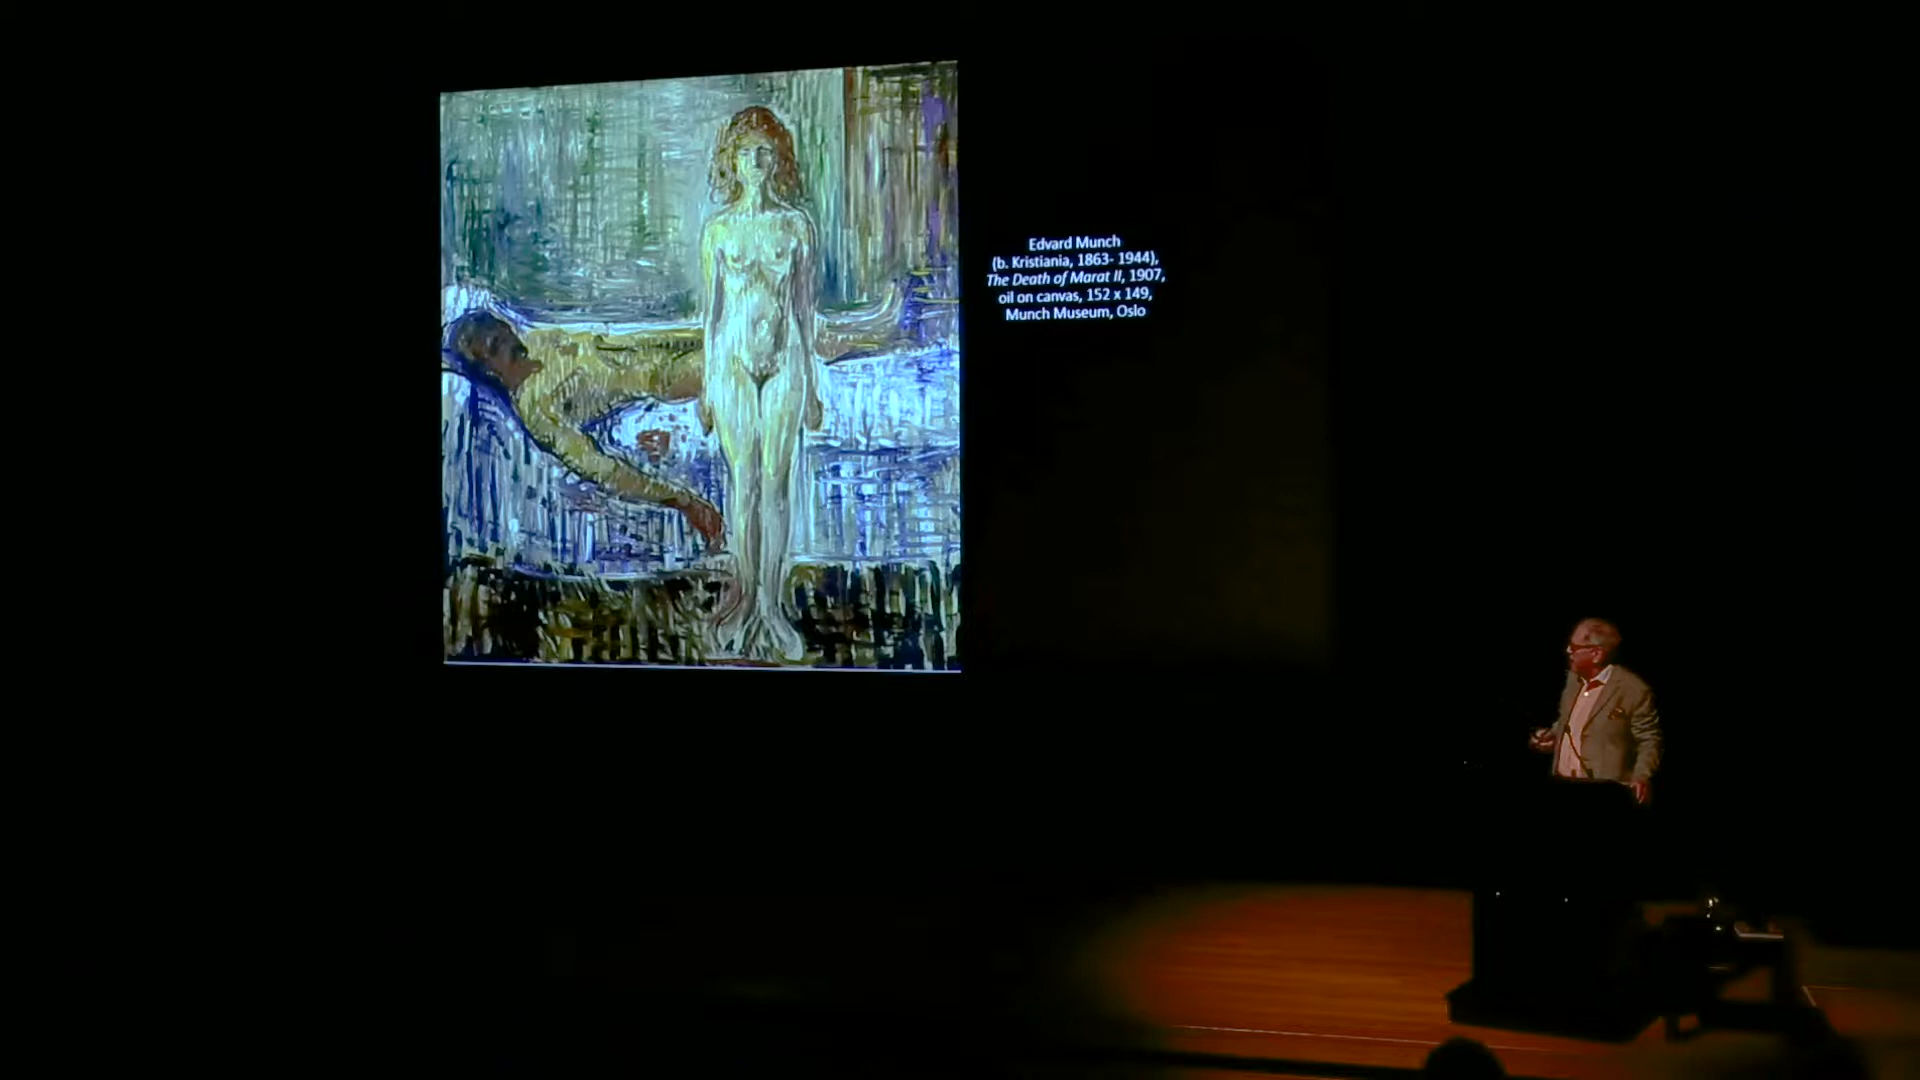 Edvard Munch
(b. Kristiania, 1863- 1944),
The Death of Marat II, 1907,
oil on canvas, 152 x 149,
Munch Museum, Oslo